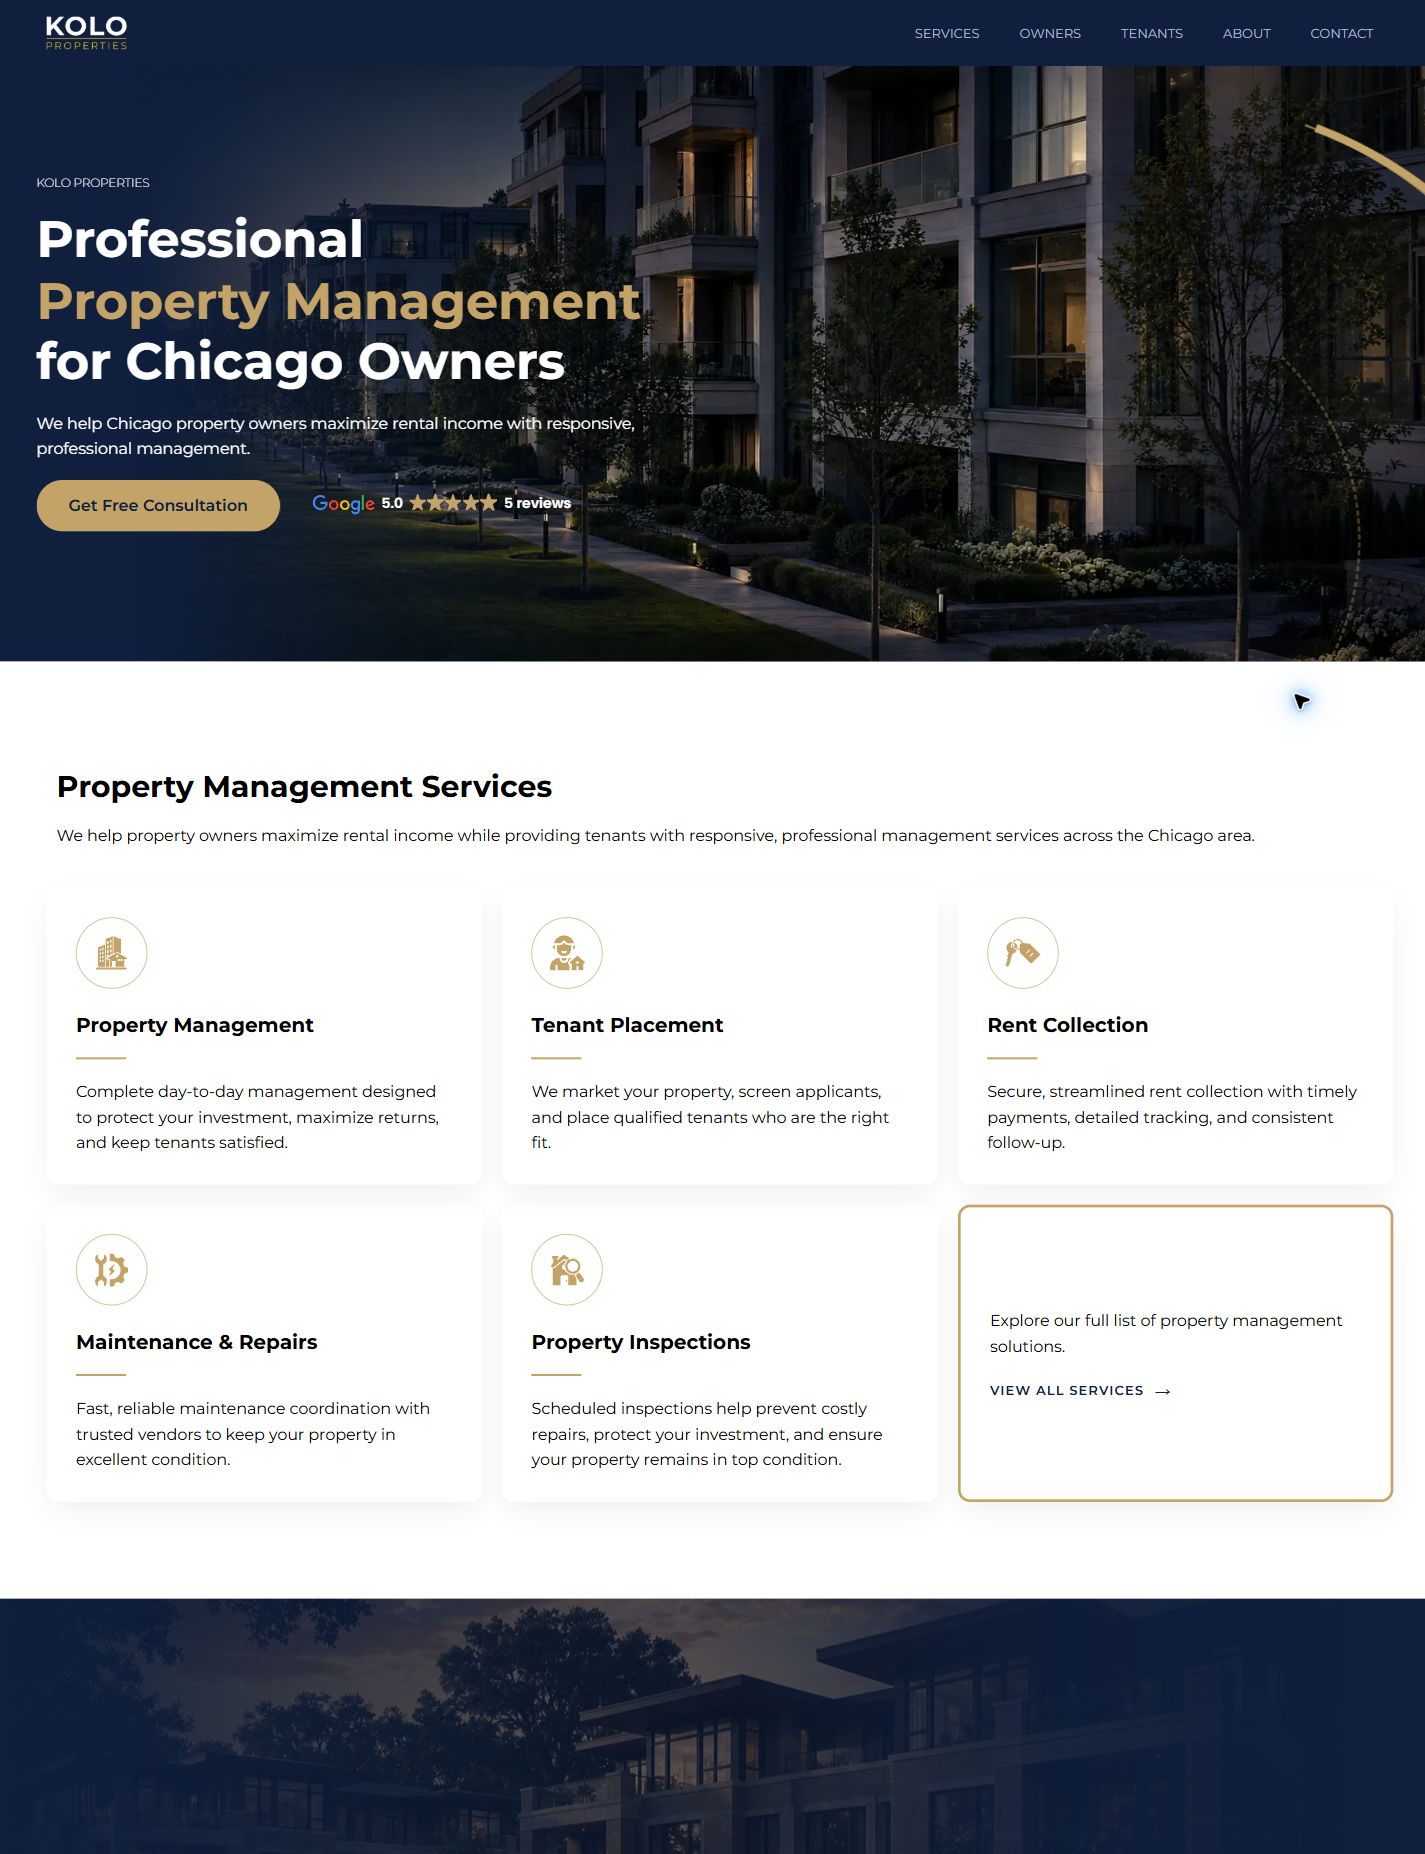 KOLO
PROPERTIES
SERVICES
OWNERS
TENANTS
ABOUT
CONTACT
KOLO PROPERTIES
Professional
Property Management
for Chicago Owners
We help Chicago property owners maximize rental income with responsive,
professional management.
Get Free Consultation
Google 5.0 5 reviews
Property Management Services
We help property owners maximize rental income while providing tenants with responsive, professional management services across the Chicago area.
Property Management
Complete day-to-day management designed
to protect your investment, maximize returns,
and keep tenants satisfied.
Tenant Placement
We market your property, screen applicants,
and place qualified tenants who are the right
fit.
Rent Collection
Secure, streamlined rent collection with timely
payments, detailed tracking, and consistent
follow-up.
Maintenance & Repairs
Fast, reliable maintenance coordination with
trusted vendors to keep your property in
excellent condition.
Property Inspections
Scheduled inspections help prevent costly
repairs, protect your investment, and ensure
your property remains in top condition.
Explore our full list of property management
solutions.
VIEW ALL SERVICES →